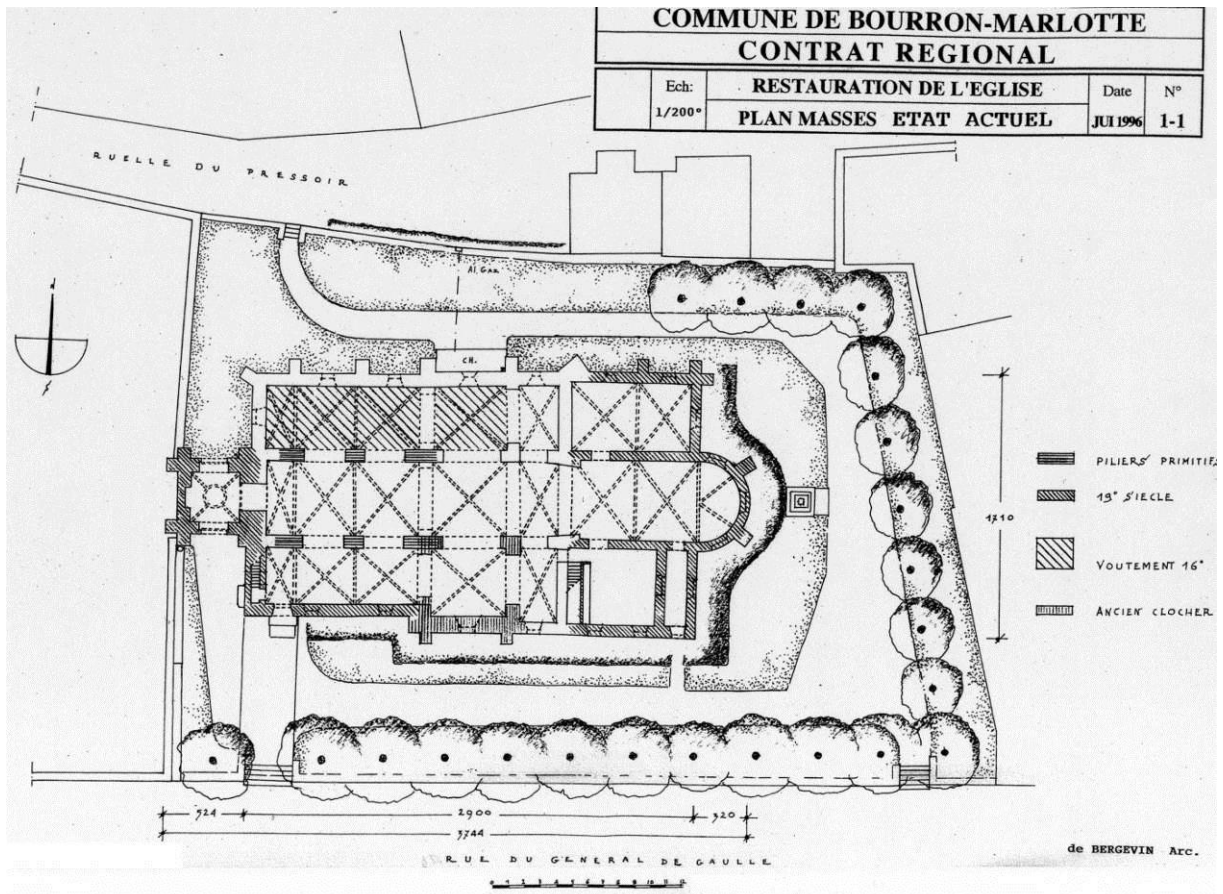 COMMUNE DE BOURRON-MARLOTTE
CONTRAT REGIONAL
Ech:
1/200°
RESTAURATION DE L'EGLISE
PLAN MASSES ETAT ACTUEL
Date
JUI 1996
N°
1-1
RUELLE DU PRESSOIR
CH.
PILIERS PRIMITIFS
19° SIECLE
VOUTEMENT 16°
ANCIEN CLOCHER
1710
524 2900 320
3744
RUE DU GENERAL DE GAULLE
de BERGEVIN Arc.